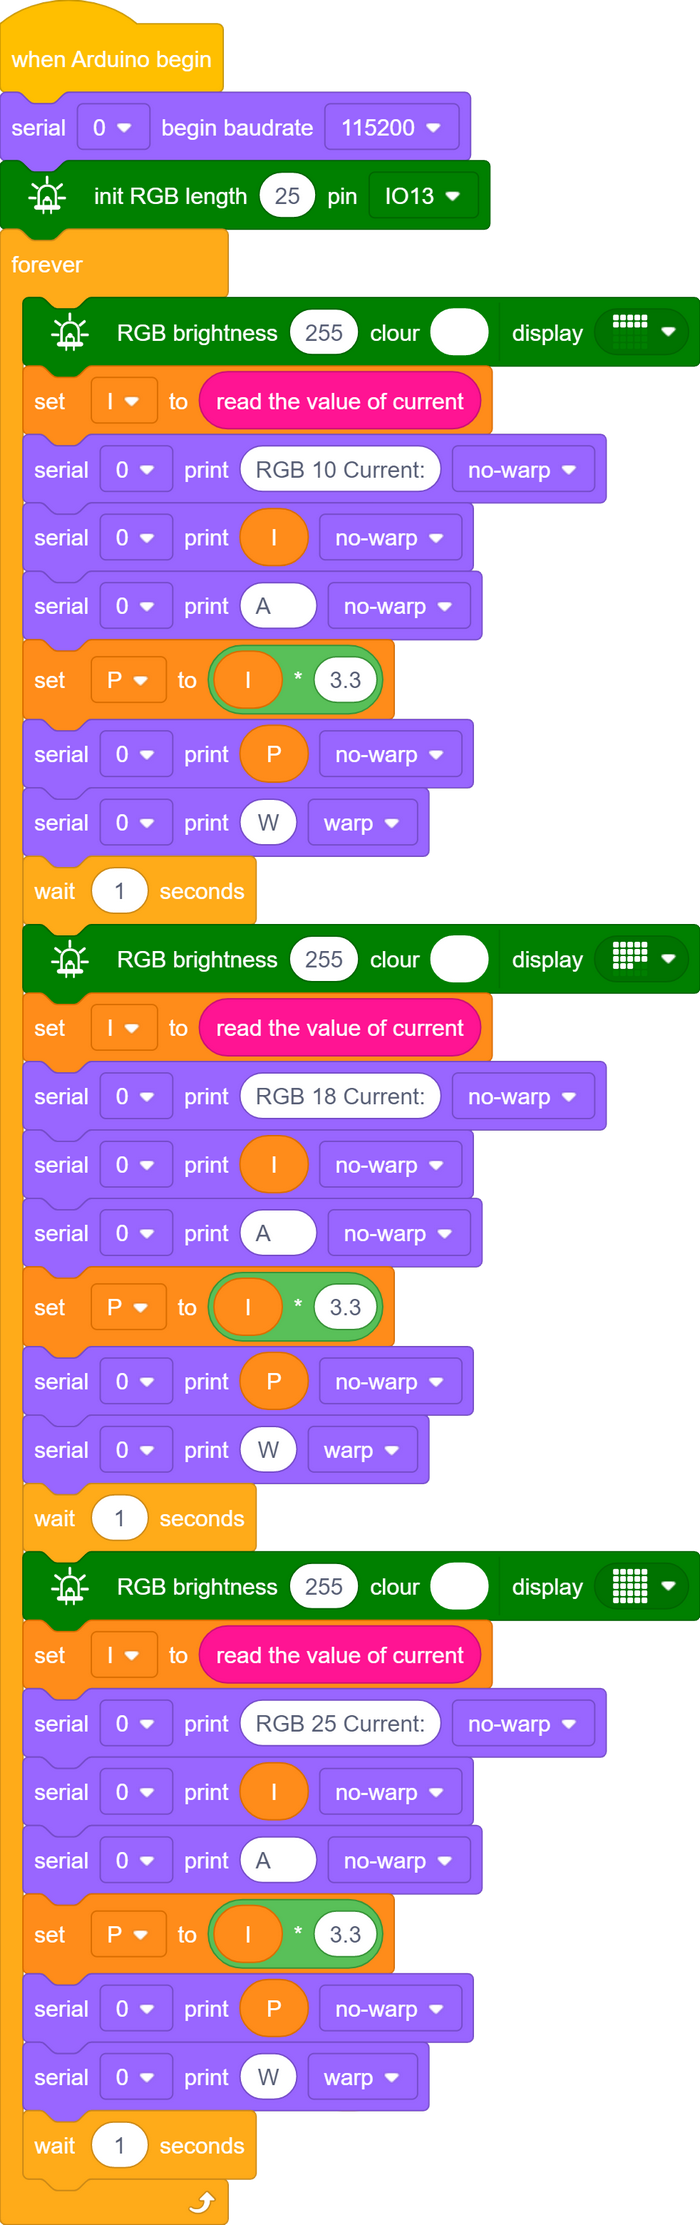 when Arduino begin
serial 0 begin baudrate 115200
init RGB length 25 pin IO13
forever
RGB brightness 255 clour display
set I to read the value of current
serial 0 print RGB 10 Current: no-warp
serial 0 print I no-warp
serial 0 print A no-warp
set P to I * 3.3
serial 0 print P no-warp
serial 0 print W warp
wait 1 seconds
RGB brightness 255 clour display
set I to read the value of current
serial 0 print RGB 18 Current: no-warp
serial 0 print I no-warp
serial 0 print A no-warp
set P to I * 3.3
serial 0 print P no-warp
serial 0 print W warp
wait 1 seconds
RGB brightness 255 clour display
set I to read the value of current
serial 0 print RGB 25 Current: no-warp
serial 0 print I no-warp
serial 0 print A no-warp
set P to I * 3.3
serial 0 print P no-warp
serial 0 print W warp
wait 1 seconds